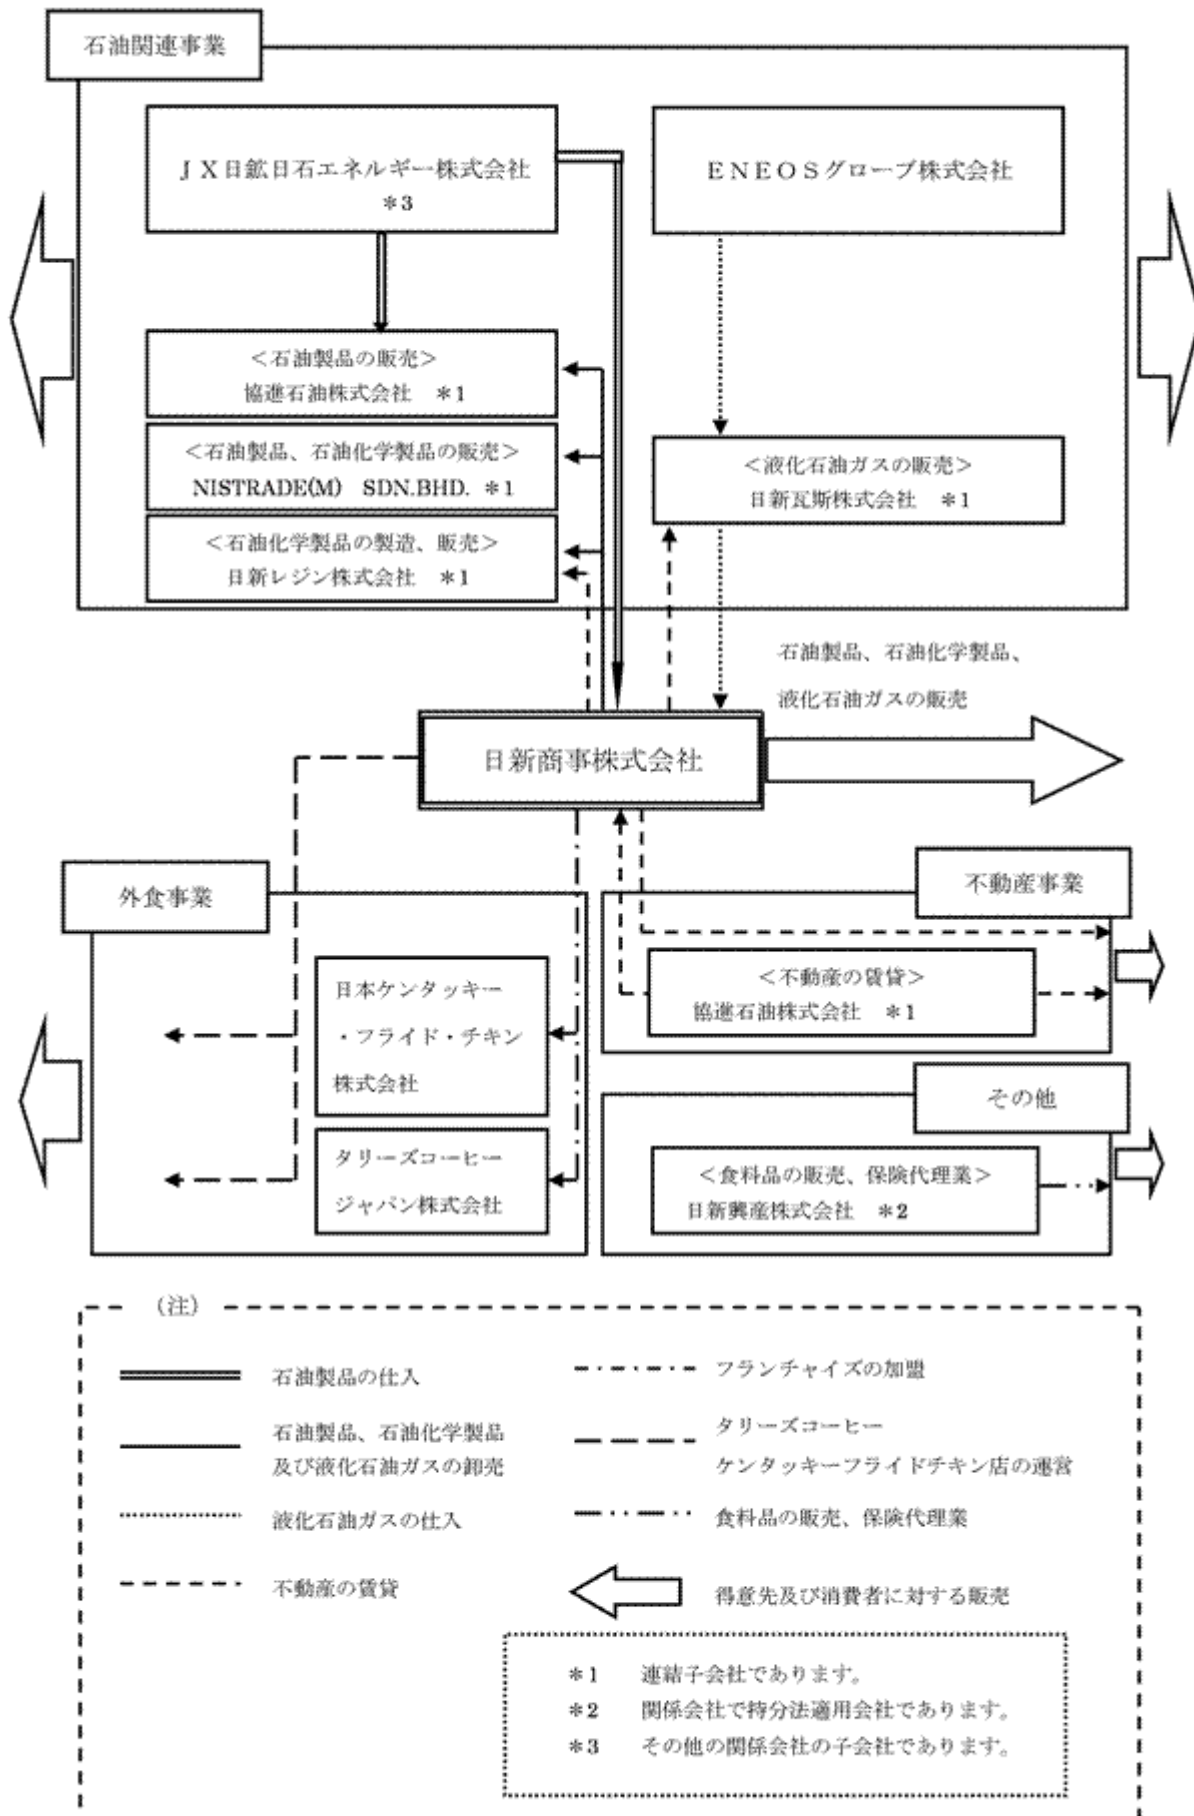 石油関連事業
ＪＸ日鉱日石エネルギー株式会社
＊3
ＥＮＥＯＳグローブ株式会社
＜石油製品の販売＞
協進石油株式会社　＊1
＜石油製品、石油化学製品の販売＞
NISTRADE(M)　SDN.BHD. ＊1
＜石油化学製品の製造、販売＞
日新レジン株式会社　＊1
＜液化石油ガスの販売＞
日新瓦斯株式会社　＊1
石油製品、石油化学製品、
液化石油ガスの販売
日新商事株式会社
外食事業
日本ケンタッキー
・フライド・チキン
株式会社
タリーズコーヒー
ジャパン株式会社
不動産事業
＜不動産の賃貸＞
協進石油株式会社　＊1
その他
＜食料品の販売、保険代理業＞
日新興産株式会社　＊2
（注）
石油製品の仕入
石油製品、石油化学製品
及び液化石油ガスの卸売
液化石油ガスの仕入
不動産の賃貸
フランチャイズの加盟
タリーズコーヒー
ケンタッキーフライドチキン店の運営
食料品の販売、保険代理業
得意先及び消費者に対する販売
＊1　連結子会社であります。
＊2　関係会社で持分法適用会社であります。
＊3　その他の関係会社の子会社であります。